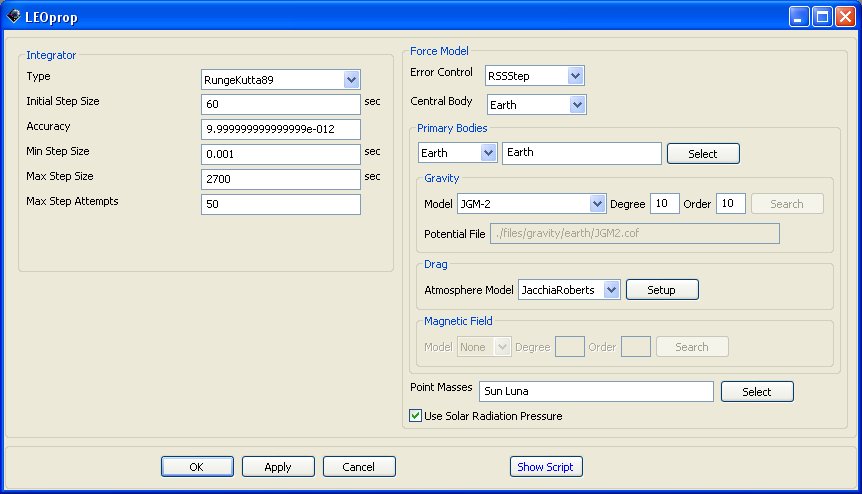 LEOprop
Integrator
Type RungeKutta89
Initial Step Size 60 sec
Accuracy 9.999999999999999e-012
Min Step Size 0.001 sec
Max Step Size 2700 sec
Max Step Attempts 50
Force Model
Error Control RSSStep
Central Body Earth
Primary Bodies
Earth Earth Select
Gravity
Model JGM-2 Degree 10 Order 10 Search
Potential File ./files/gravity/earth/JGM2.cof
Drag
Atmosphere Model JacchiaRoberts Setup
Magnetic Field
Model None Degree Order Search
Point Masses Sun Luna Select
Use Solar Radiation Pressure
OK Apply Cancel Show Script